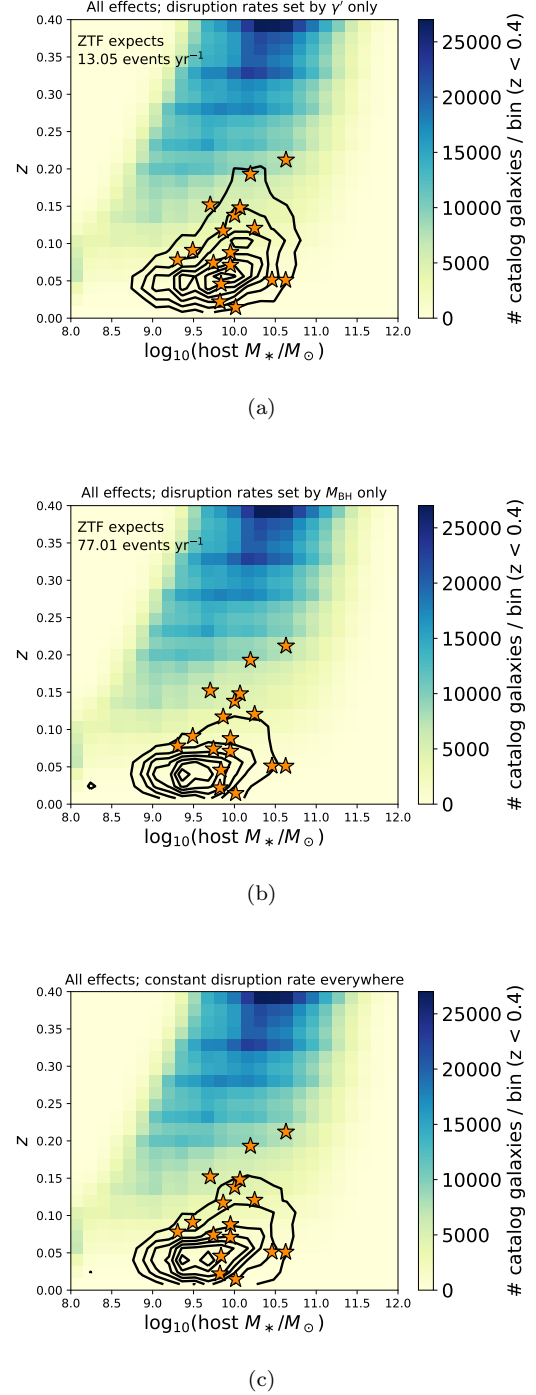 All effects; disruption rates set by γ′ only
ZTF expects
13.05 events yr⁻¹
0.40
0.35
0.30
0.25
0.20
0.15
0.10
0.05
0.00
z
8.0 8.5 9.0 9.5 10.0 10.5 11.0 11.5 12.0
log₁₀(host M∗/M⊙)
25000
20000
15000
10000
5000
0
# catalog galaxies / bin (z < 0.4)
(a)
All effects; disruption rates set by M_BH only
ZTF expects
77.01 events yr⁻¹
0.40
0.35
0.30
0.25
0.20
0.15
0.10
0.05
0.00
z
8.0 8.5 9.0 9.5 10.0 10.5 11.0 11.5 12.0
log₁₀(host M∗/M⊙)
25000
20000
15000
10000
5000
0
# catalog galaxies / bin (z < 0.4)
(b)
All effects; constant disruption rate everywhere
0.40
0.35
0.30
0.25
0.20
0.15
0.10
0.05
0.00
z
8.0 8.5 9.0 9.5 10.0 10.5 11.0 11.5 12.0
log₁₀(host M∗/M⊙)
25000
20000
15000
10000
5000
0
# catalog galaxies / bin (z < 0.4)
(c)